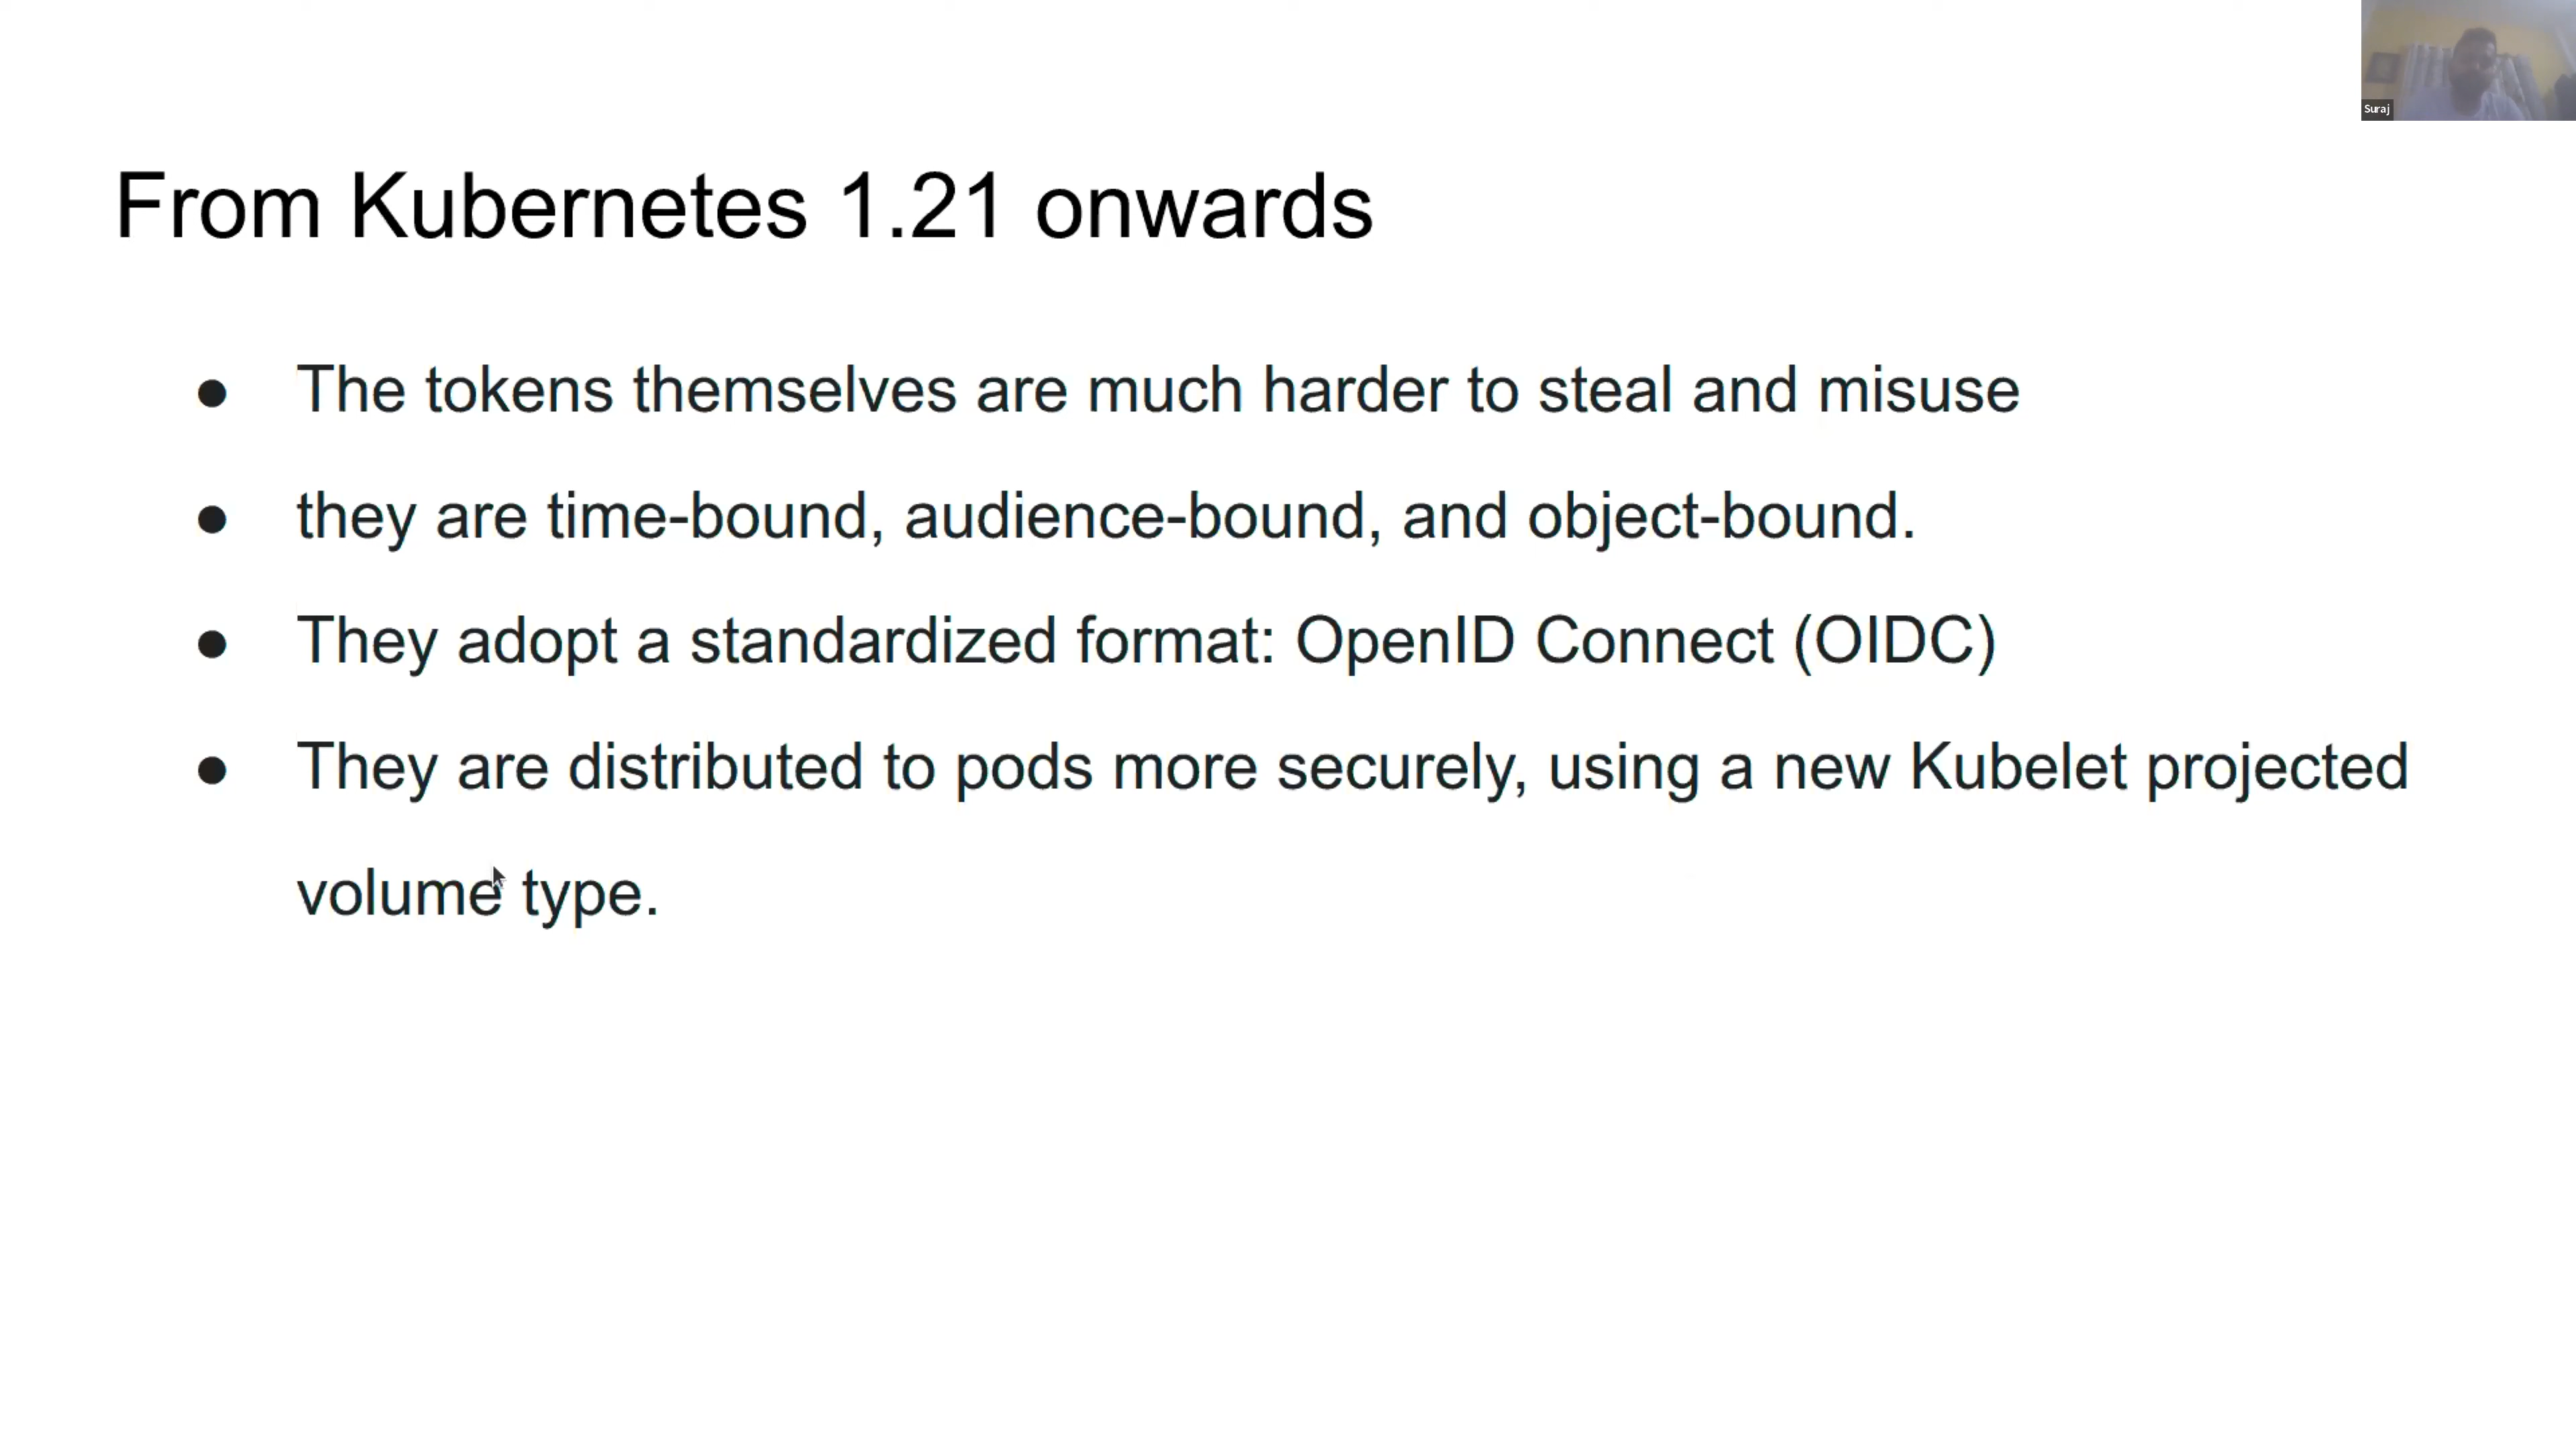 Suraj
From Kubernetes 1.21 onwards
● The tokens themselves are much harder to steal and misuse
● they are time-bound, audience-bound, and object-bound.
● They adopt a standardized format: OpenID Connect (OIDC)
● They are distributed to pods more securely, using a new Kubelet projected
volume type.